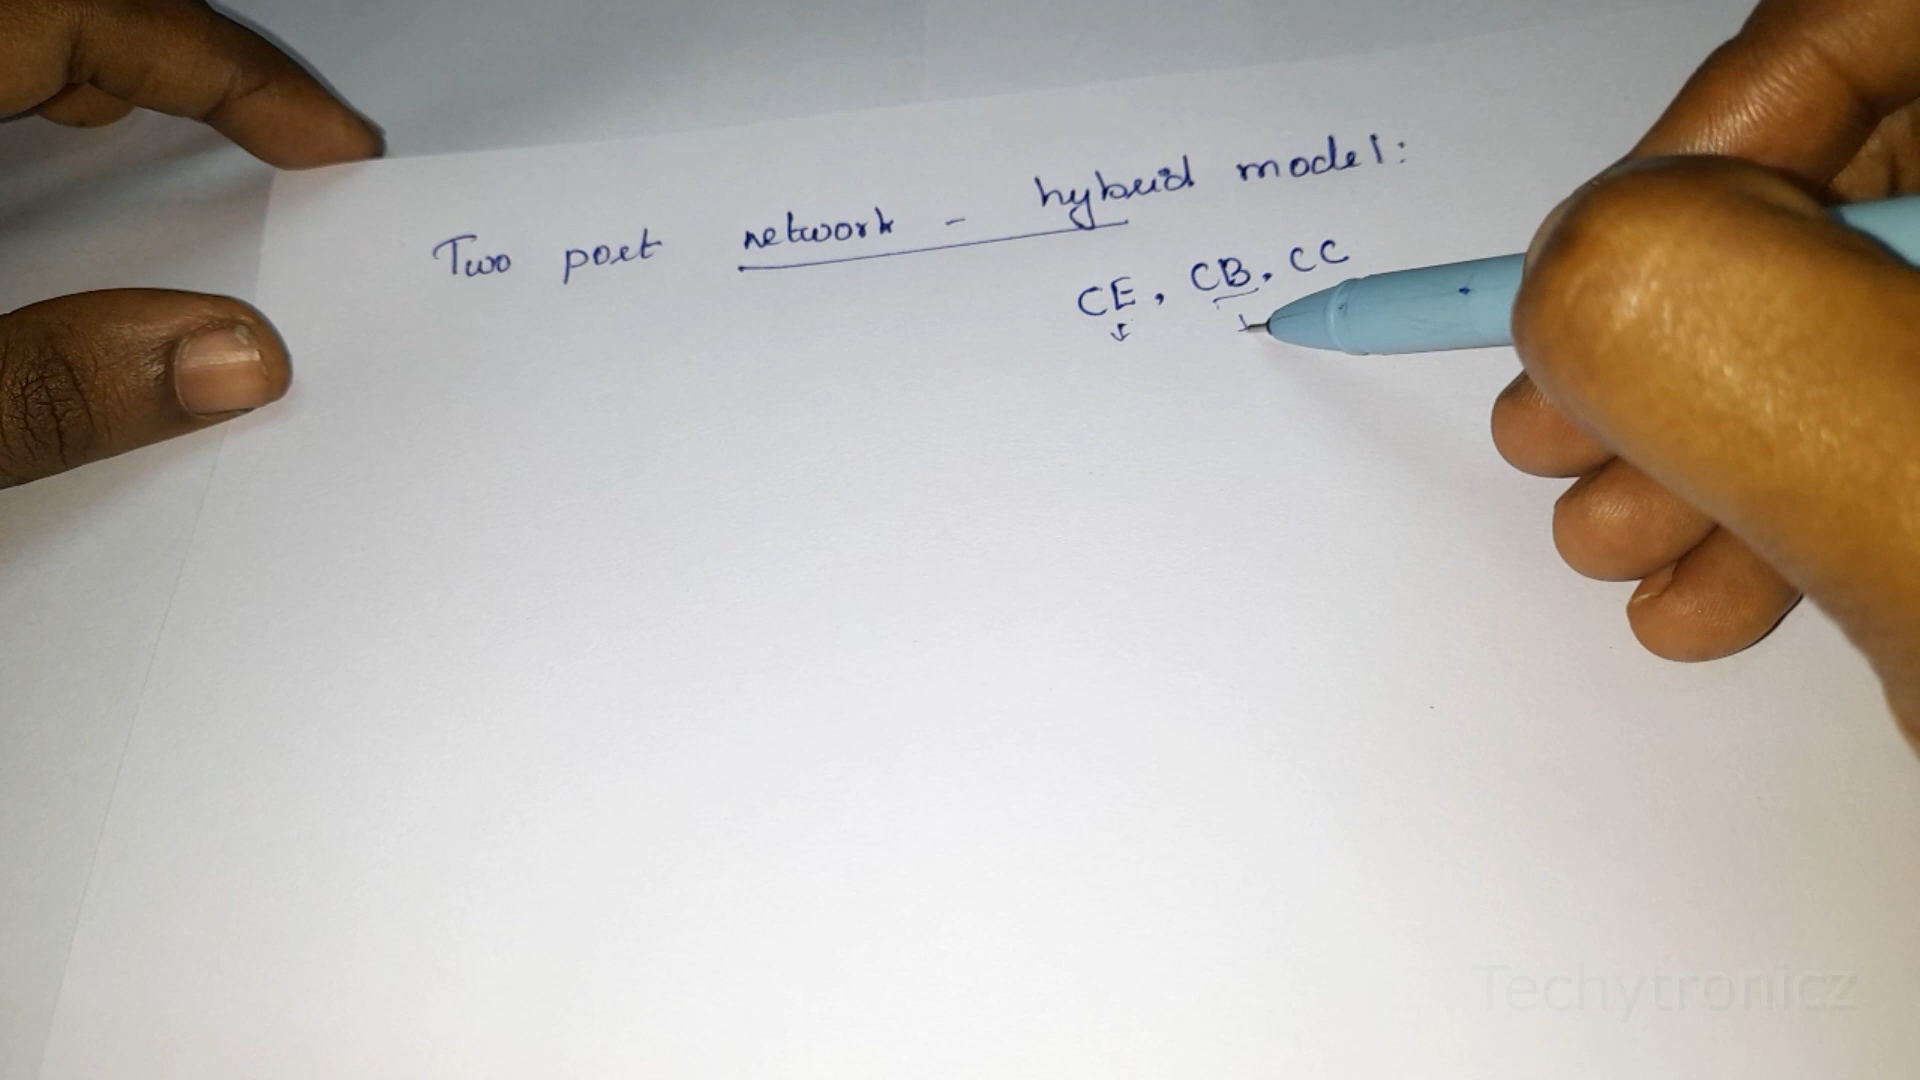 Two port network - hybrid model:
CE, CB, CC
Techytronicz